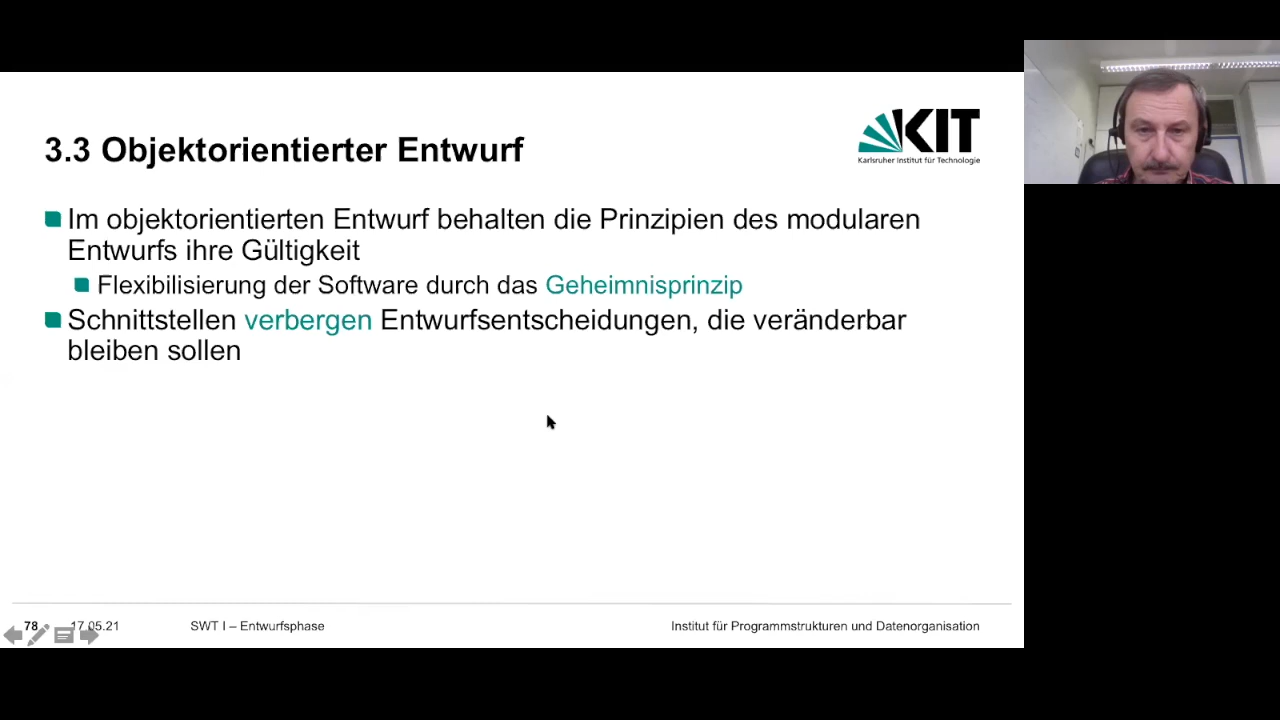 3.3 Objektorientierter Entwurf
KIT
Karlsruher Institut für Technologie
Im objektorientierten Entwurf behalten die Prinzipien des modularen
Entwurfs ihre Gültigkeit
Flexibilisierung der Software durch das Geheimnisprinzip
Schnittstellen verbergen Entwurfsentscheidungen, die veränderbar
bleiben sollen
78 17.05.21 SWT I – Entwurfsphase Institut für Programmstrukturen und Datenorganisation